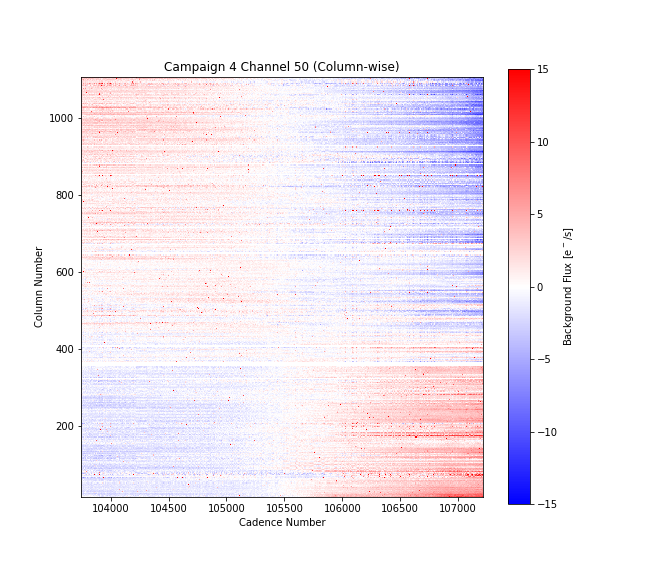 Campaign 4 Channel 50 (Column-wise)
1000
800
600
400
200
Column Number
104000 104500 105000 105500 106000 106500 107000
Cadence Number
15
10
5
0
−5
−10
−15
Background Flux [e⁻/s]